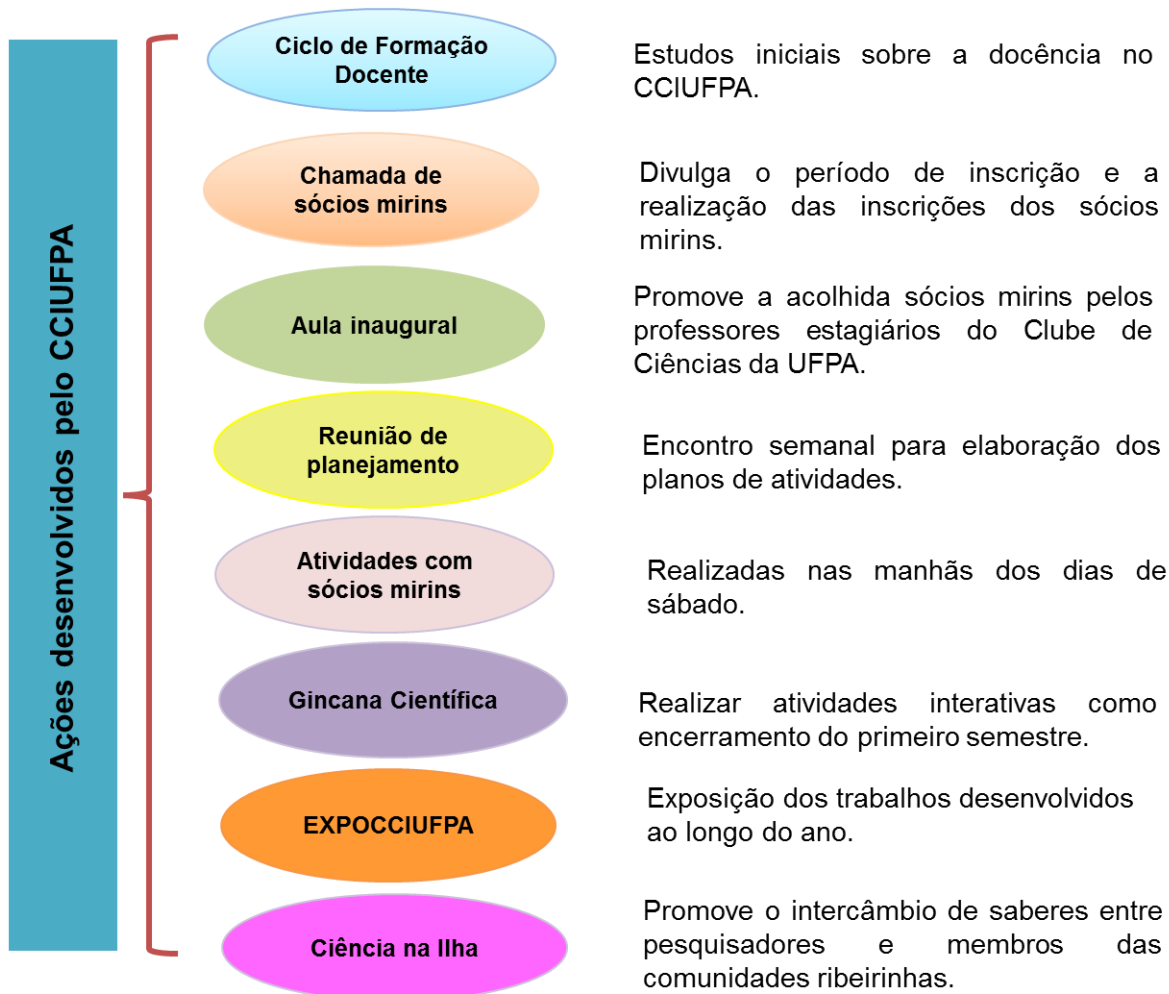 Ações desenvolvidos pelo CCIUFPA
Ciclo de Formação
Docente
Estudos iniciais sobre a docência no
CCIUFPA.
Chamada de
sócios mirins
Divulga o período de inscrição e a
realização das inscrições dos sócios
mirins.
Aula inaugural
Promove a acolhida sócios mirins pelos
professores estagiários do Clube de
Ciências da UFPA.
Reunião de
planejamento
Encontro semanal para elaboração dos
planos de atividades.
Atividades com
sócios mirins
Realizadas nas manhãs dos dias de
sábado.
Gincana Científica
Realizar atividades interativas como
encerramento do primeiro semestre.
EXPOCCIUFPA
Exposição dos trabalhos desenvolvidos
ao longo do ano.
Ciência na Ilha
Promove o intercâmbio de saberes entre
pesquisadores e membros das
comunidades ribeirinhas.